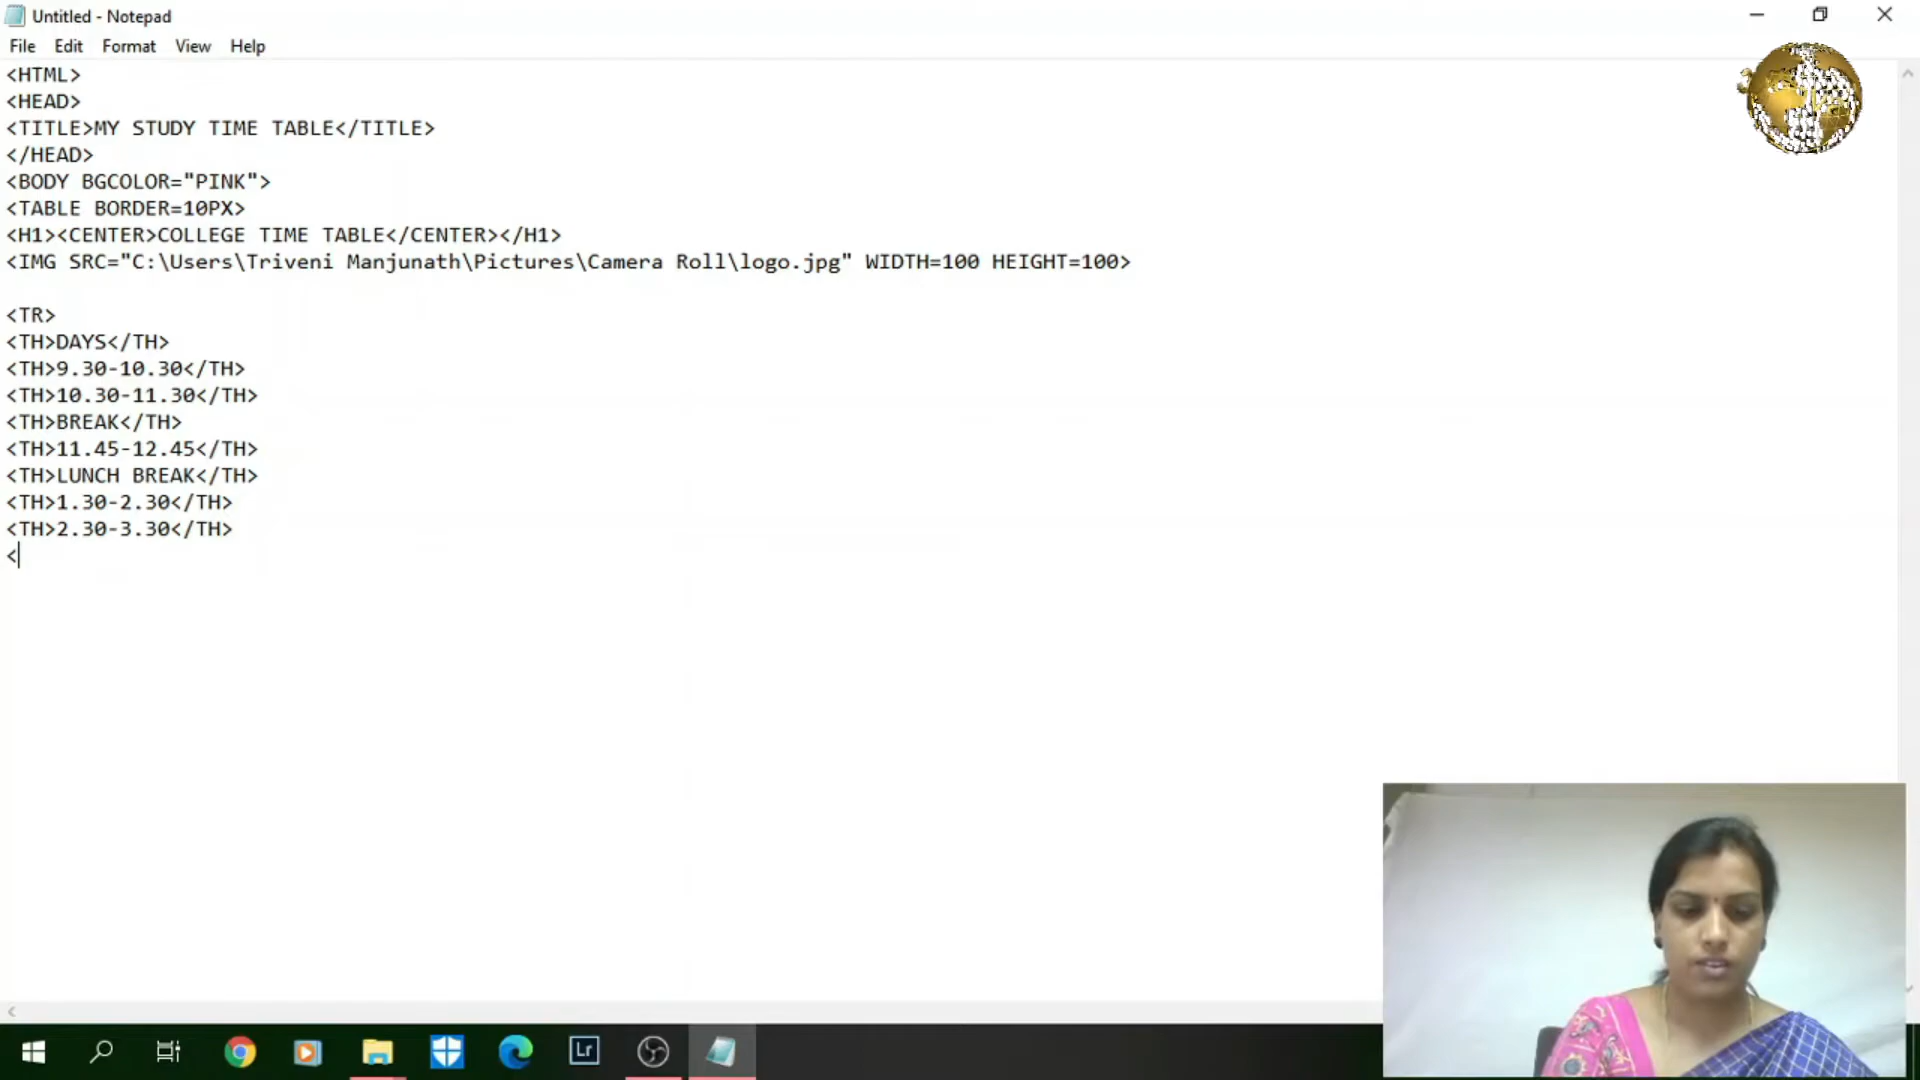 Untitled - Notepad
File Edit Format View Help
<HTML>
<HEAD>
<TITLE>MY STUDY TIME TABLE</TITLE>
</HEAD>
<BODY BGCOLOR="PINK">
<TABLE BORDER=10PX>
<H1><CENTER>COLLEGE TIME TABLE</CENTER></H1>
<IMG SRC="C:\Users\Triveni Manjunath\Pictures\Camera Roll\logo.jpg" WIDTH=100 HEIGHT=100>
<TR>
<TH>DAYS</TH>
<TH>9.30-10.30</TH>
<TH>10.30-11.30</TH>
<TH>BREAK</TH>
<TH>11.45-12.45</TH>
<TH>LUNCH BREAK</TH>
<TH>1.30-2.30</TH>
<TH>2.30-3.30</TH>
<
Lr